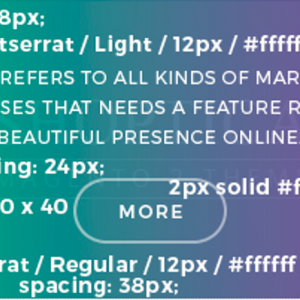 8px;
tserrat / Light / 12px / #fffff
REFERS TO ALL KINDS OF MAR
SES THAT NEEDS A FEATURE R
BEAUTIFUL PRESENCE ONLINE
ing: 24px;
2px solid #f
0 x 40
MORE
rat / Regular / 12px / #ffffff
spacing: 38px;